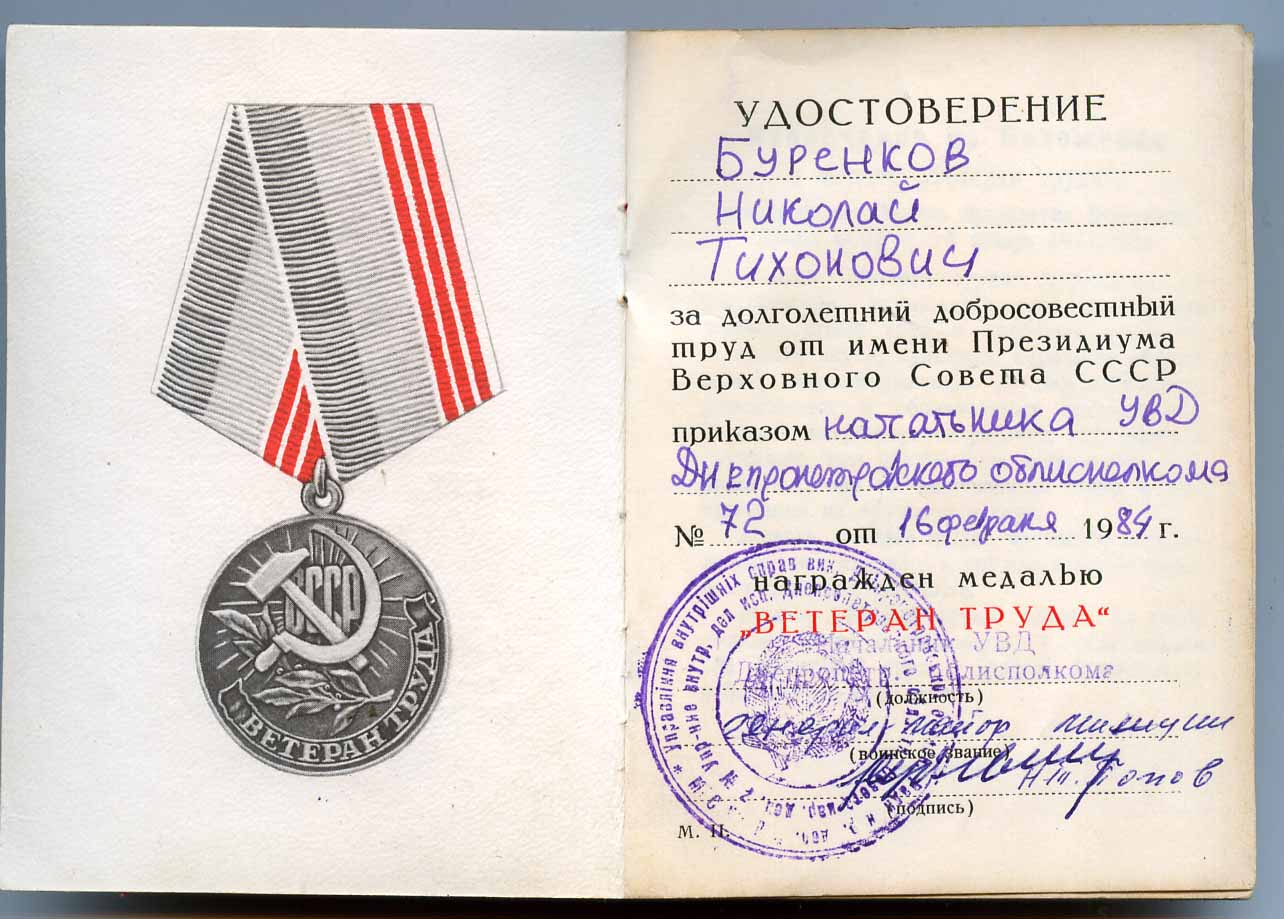 СССР
ВЕТЕРАН ТРУДА
УДОСТОВЕРЕНИЕ
Буренков
Николай
Тихонович
за долголетний добросовестный
труд от имени Президиума
Верховного Совета СССР
приказом начальника УВД
Днепропетровского облисполкома
№ 72 от 16 февраля 1984 г.
награжден медалью
„ВЕТЕРАН ТРУДА“
Начальник УВД
Днепропетр. облисполкома
(должность)
генерал-майор милиции
(воинское звание)
Попов
(подпись)
М. П.